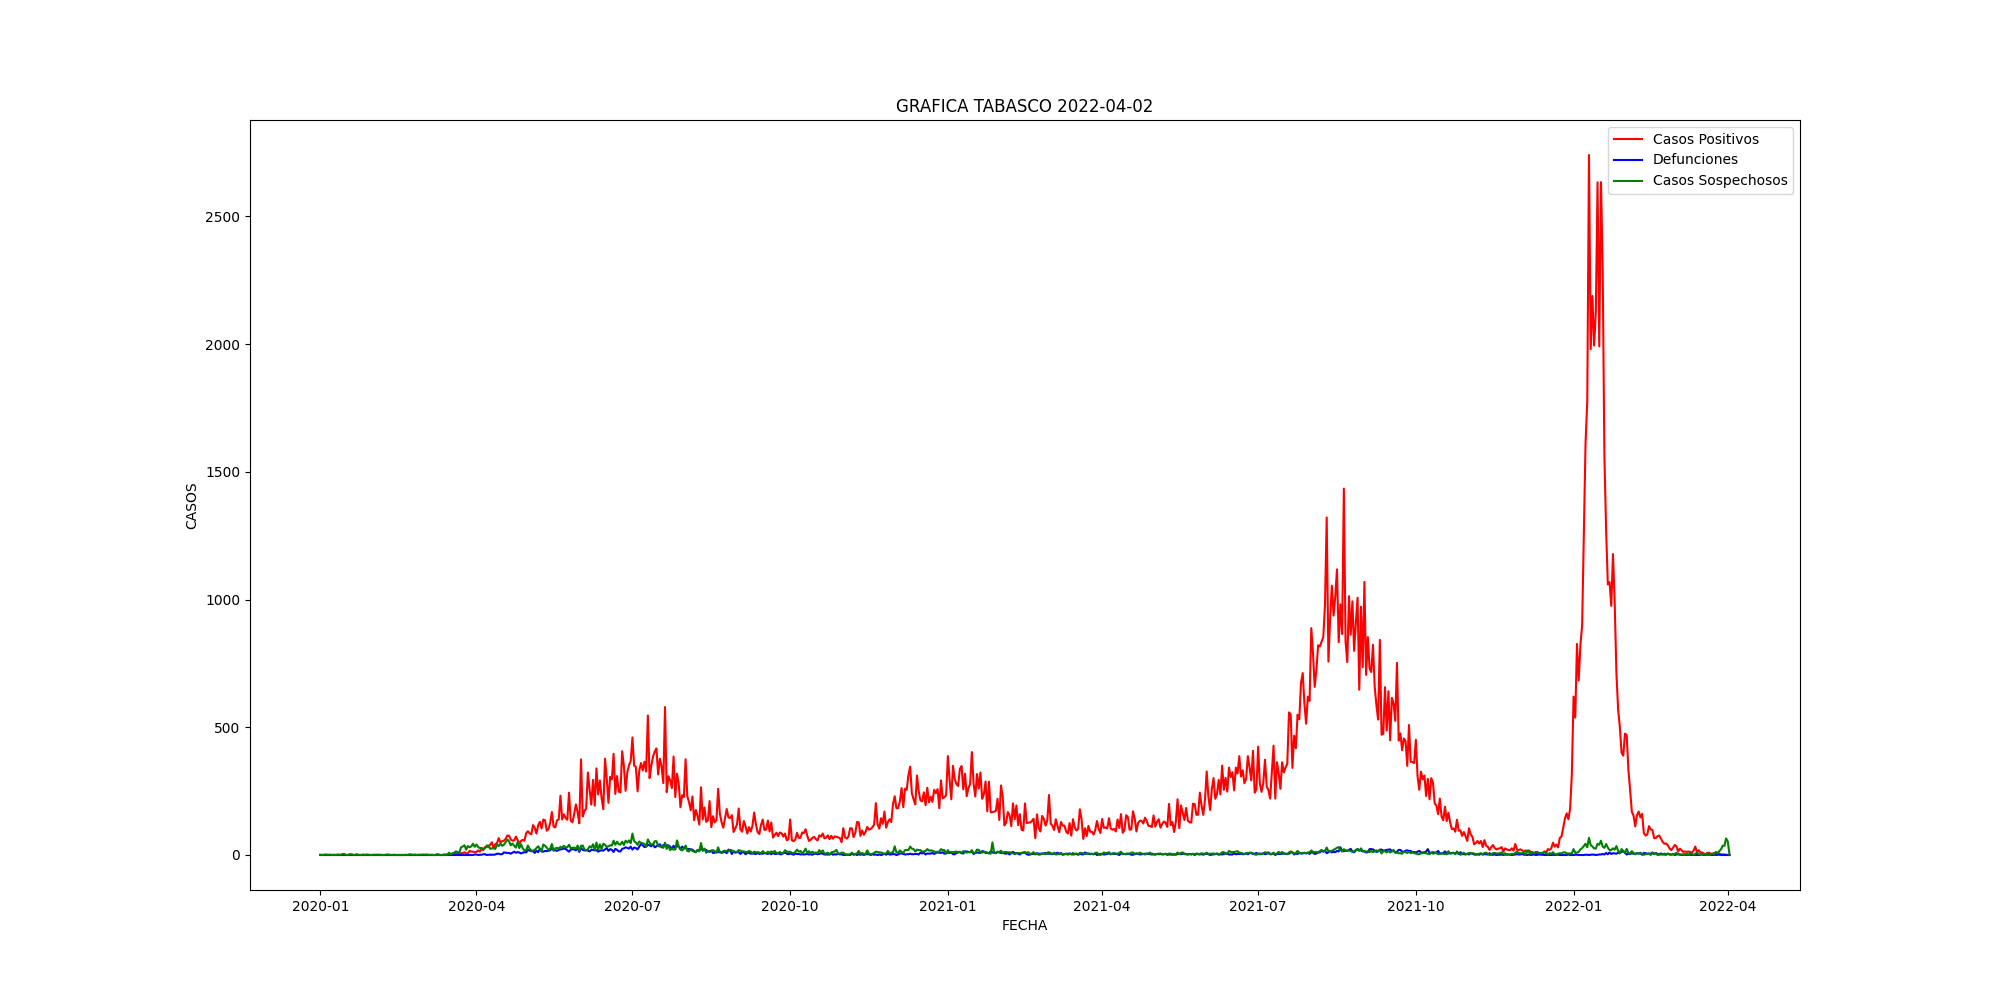 GRAFICA TABASCO 2022-04-02
Casos Positivos
Defunciones
Casos Sospechosos
CASOS
2500
2000
1500
1000
500
0
2020-01
2020-04
2020-07
2020-10
2021-01
2021-04
2021-07
2021-10
2022-01
2022-04
FECHA